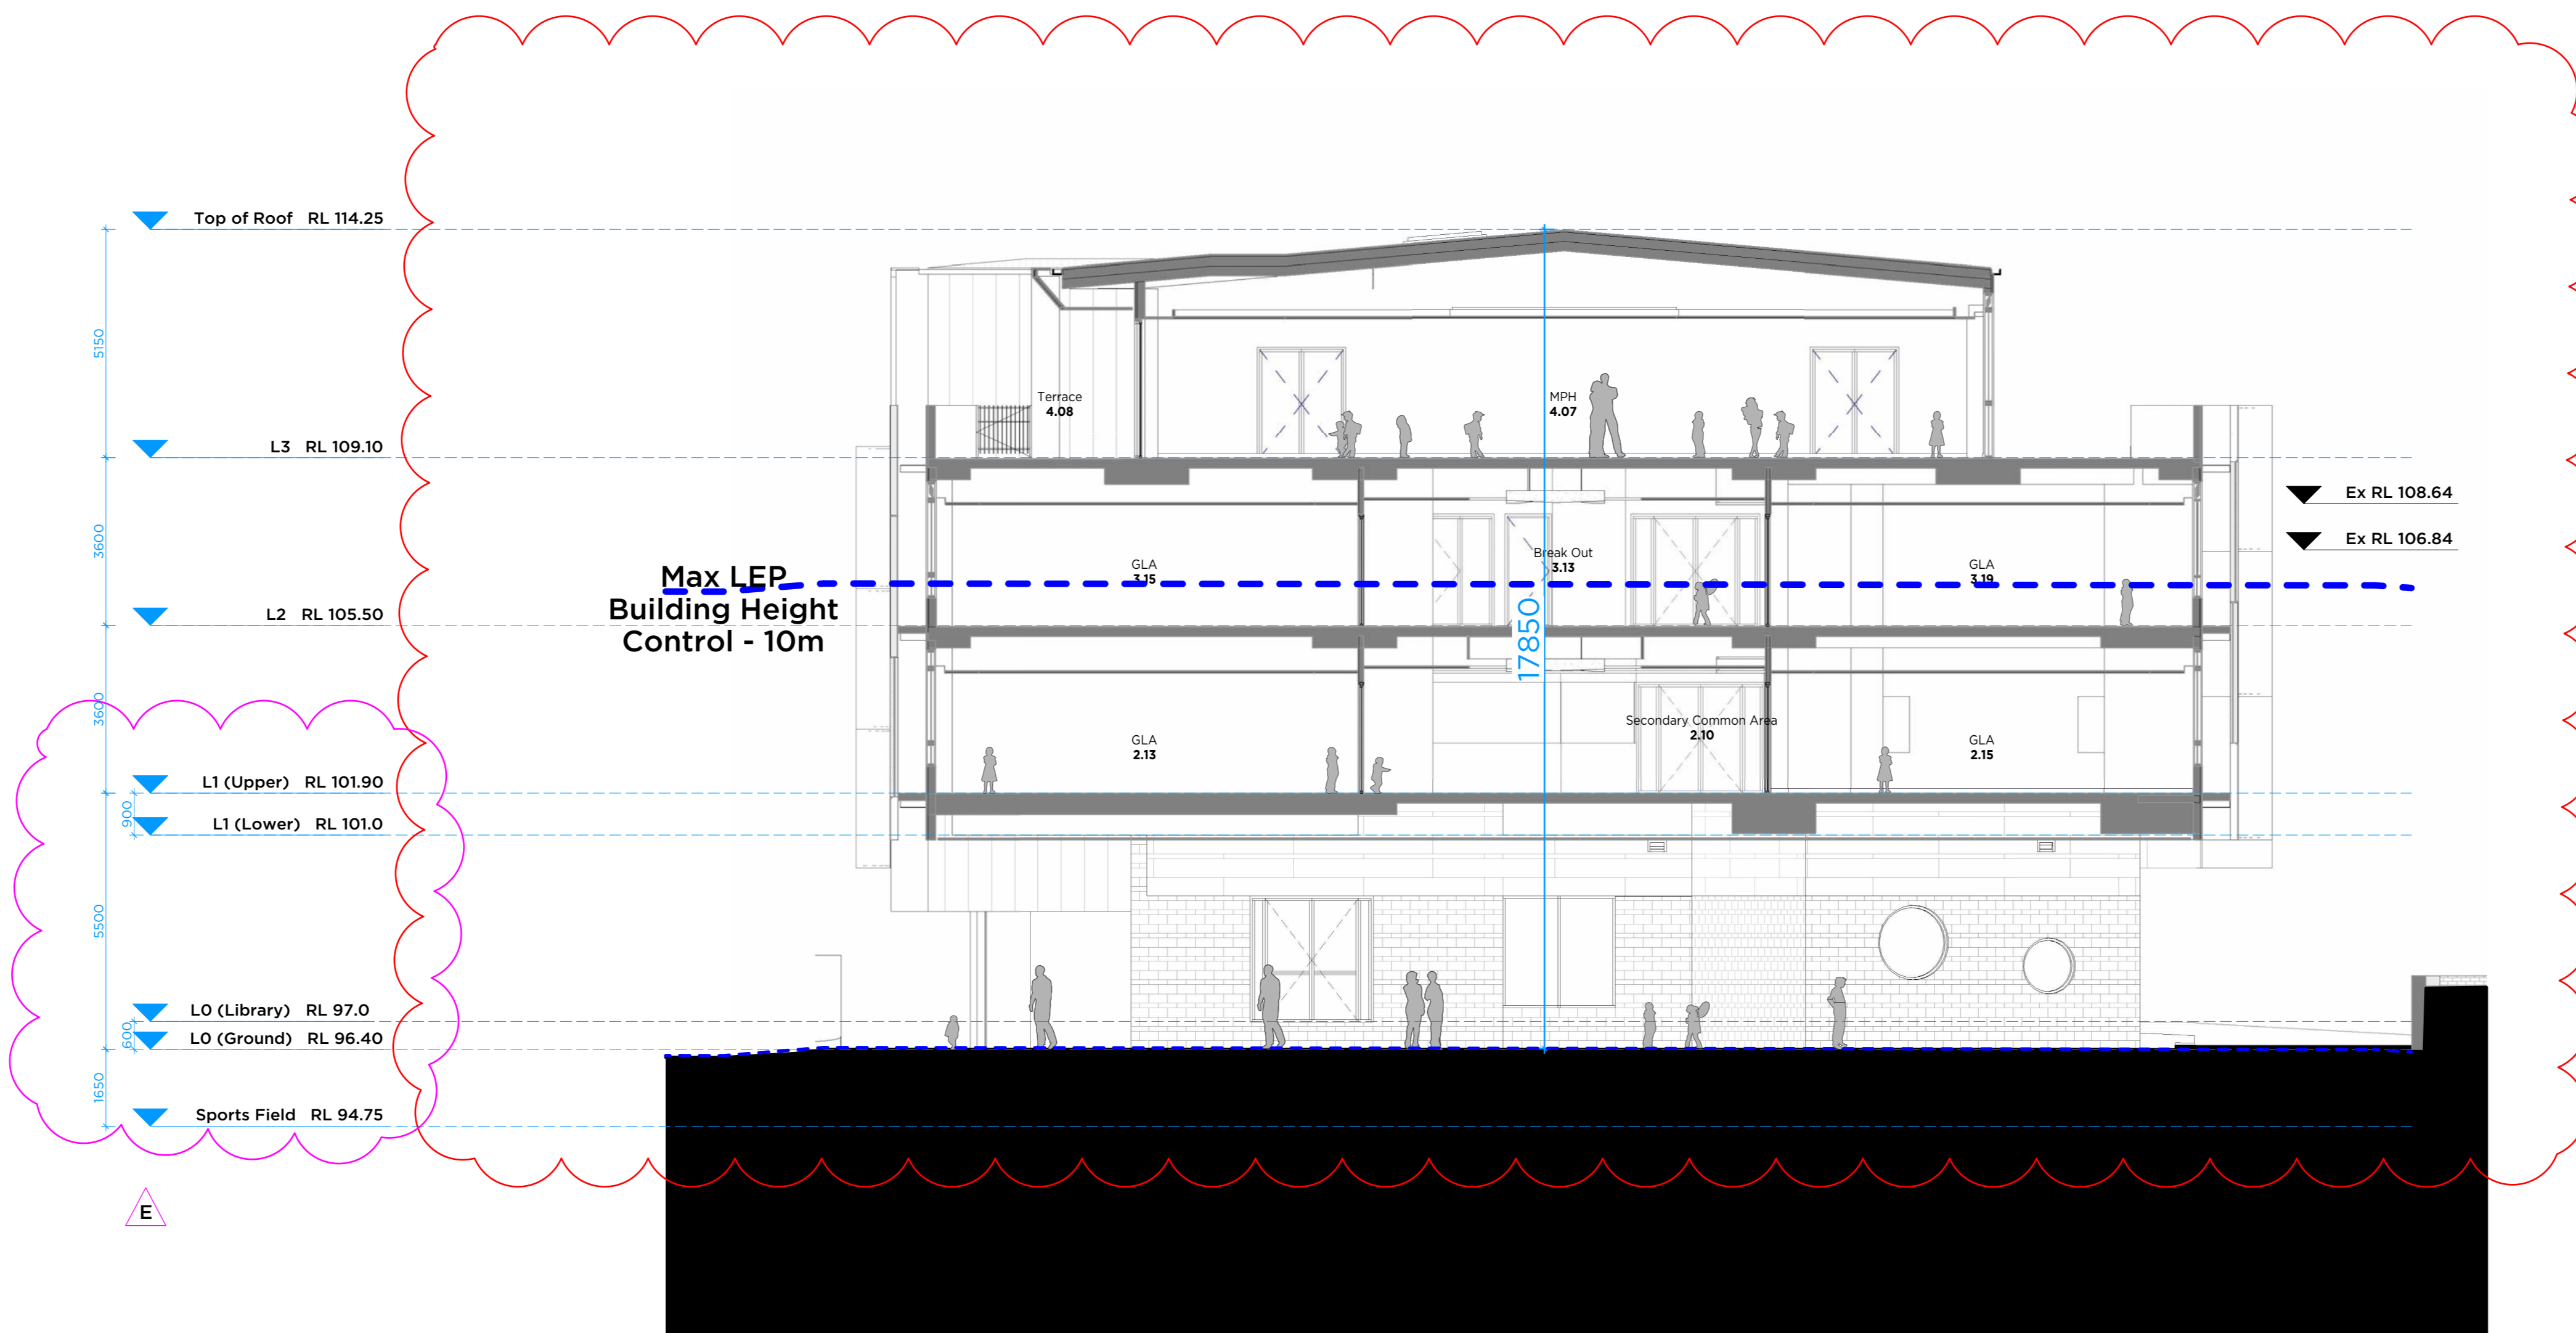 Top of Roof RL 114.25
5150
Terrace
4.08
MPH
4.07
L3 RL 109.10
Ex RL 108.64
Ex RL 106.84
3600
GLA
3.15
Break Out
3.13
GLA
3.19
Max LEP
Building Height
Control - 10m
L2 RL 105.50
17850
3600
Secondary Common Area
2.10
GLA
2.13
GLA
2.15
L1 (Upper) RL 101.90
900
L1 (Lower) RL 101.0
5500
L0 (Library) RL 97.0
600
L0 (Ground) RL 96.40
1650
Sports Field RL 94.75
E